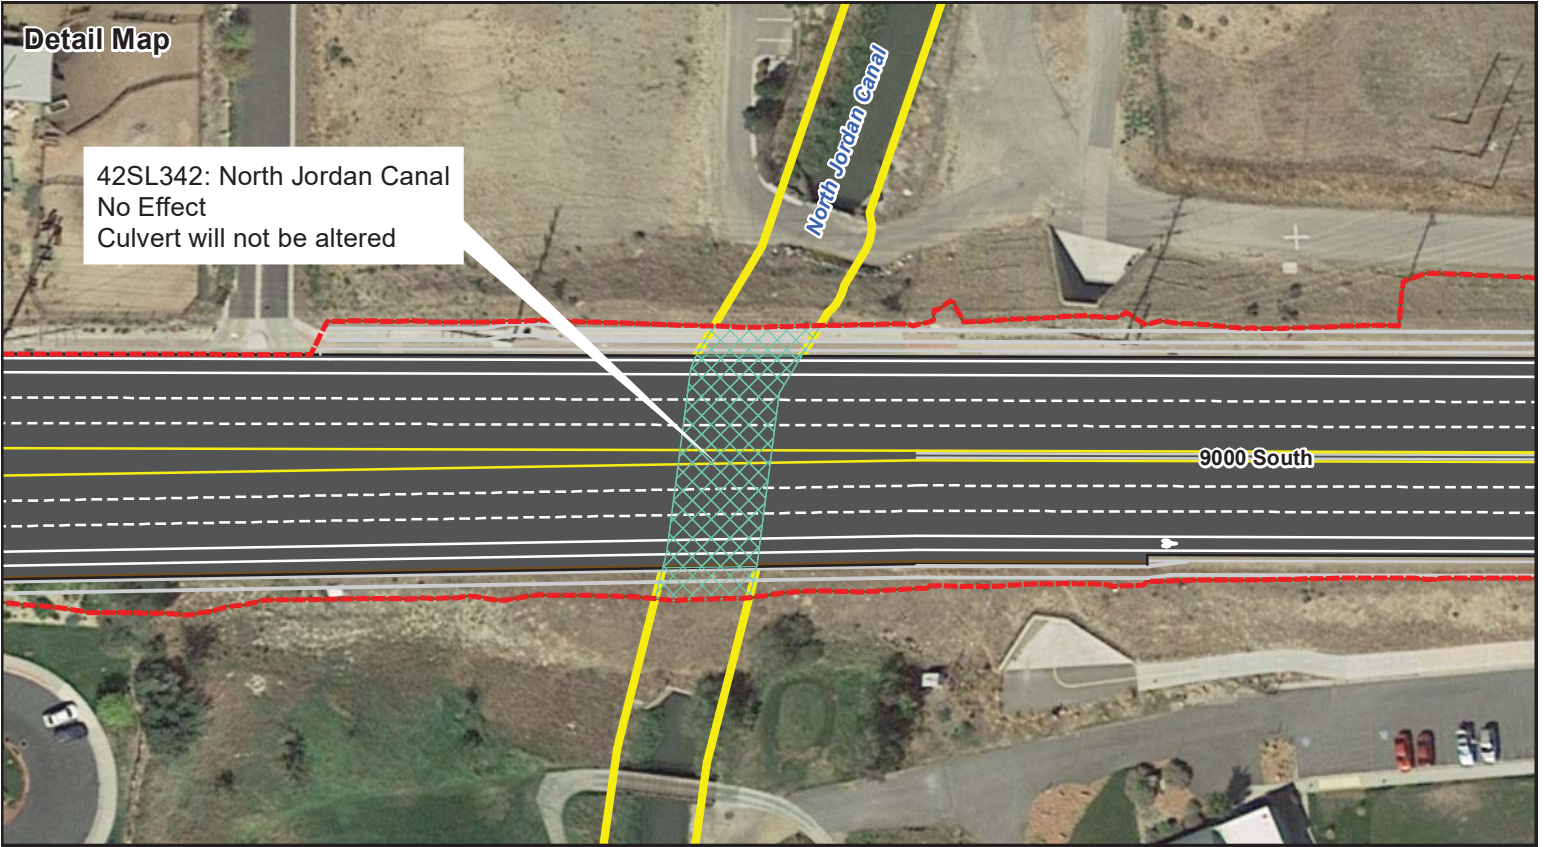 Detail Map
North Jordan Canal
42SL342: North Jordan Canal
No Effect
Culvert will not be altered
9000 South